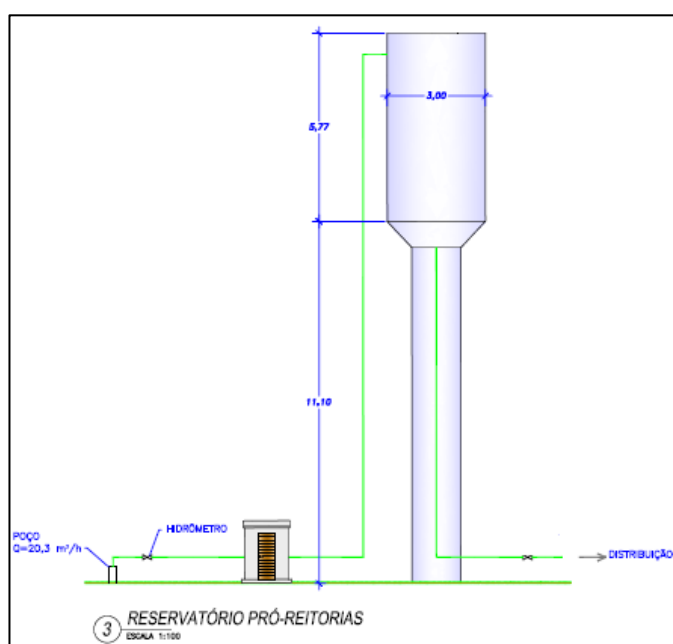 3,00
5,77
11,10
HIDRÔMETRO
POÇO
Q=20,3 m³/h
DISTRIBUIÇÃO
3 RESERVATÓRIO PRÓ-REITORIAS
ESCALA 1:100